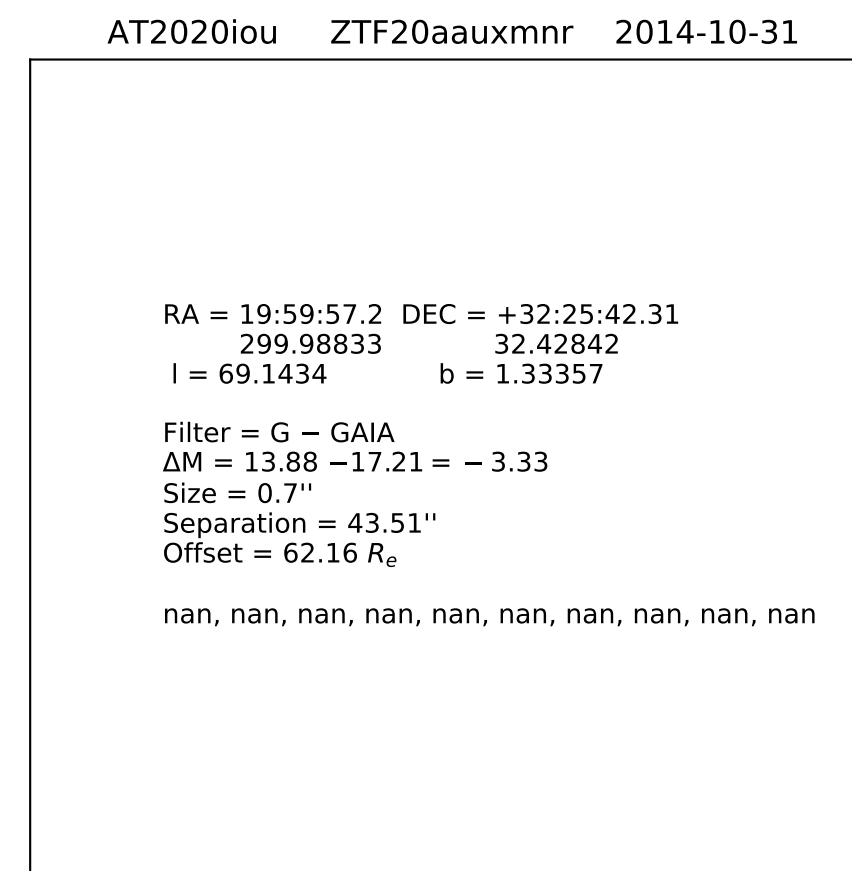 AT2020iou ZTF20aauxmnr 2014-10-31
RA = 19:59:57.2 DEC = +32:25:42.31
299.98833 32.42842
l = 69.1434 b = 1.33357
Filter = G − GAIA
ΔM = 13.88 −17.21 = − 3.33
Size = 0.7''
Separation = 43.51''
Offset = 62.16 Rₑ
nan, nan, nan, nan, nan, nan, nan, nan, nan, nan